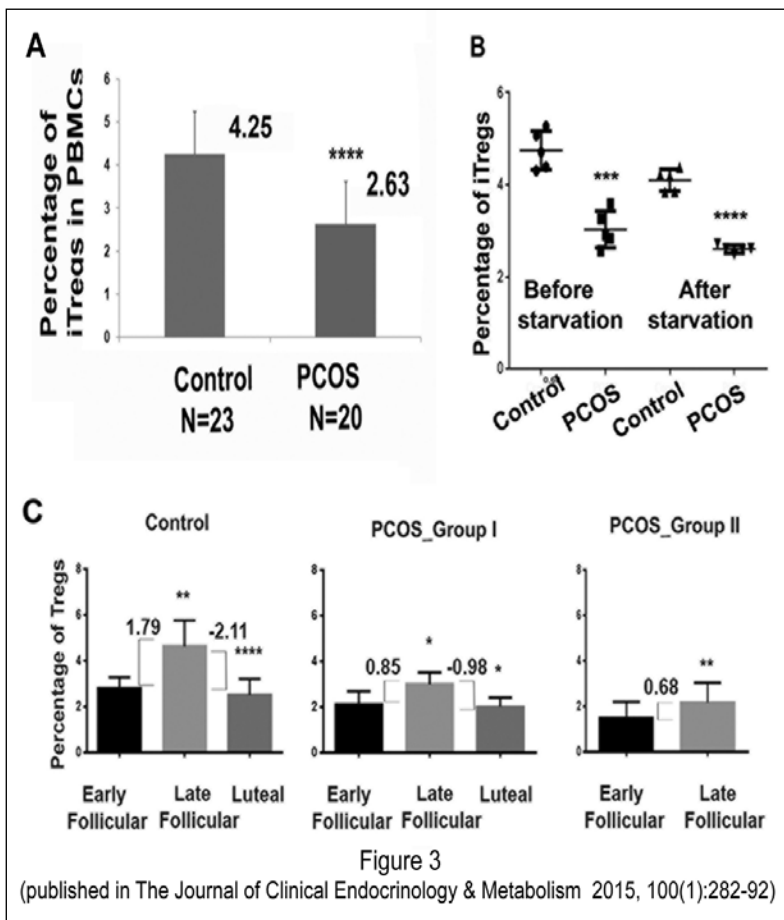 A
Percentage of
iTregs in PBMCs
6
5
4
3
2
1
0
4.25
****
2.63
Control
N=23
PCOS
N=20
B
Percentage of iTregs
6
4
2
0
***
****
Before
starvation
After
starvation
Control
PCOS
Control
PCOS
C
Control
Percentage of Tregs
8
6
4
2
0
1.79
**
-2.11
****
Early
Follicular
Late
Follicular
Luteal
PCOS_Group I
8
6
4
2
0
0.85
*
-0.98
*
Early
Follicular
Late
Follicular
Luteal
PCOS_Group II
8
6
4
2
0
0.68
**
Early
Follicular
Late
Follicular
Figure 3
(published in The Journal of Clinical Endocrinology & Metabolism 2015, 100(1):282-92)